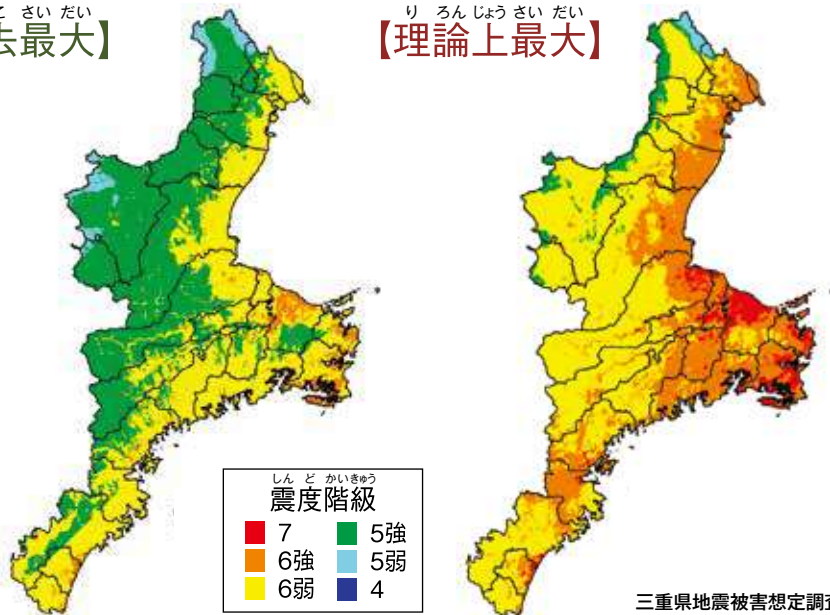 こ さい だい
去最大】
り ろん じょう さい だい
【理論上最大】
しん ど かいきゅう
震度階級
7 5強
6強 5弱
6弱 4
三重県地震被害想定調査